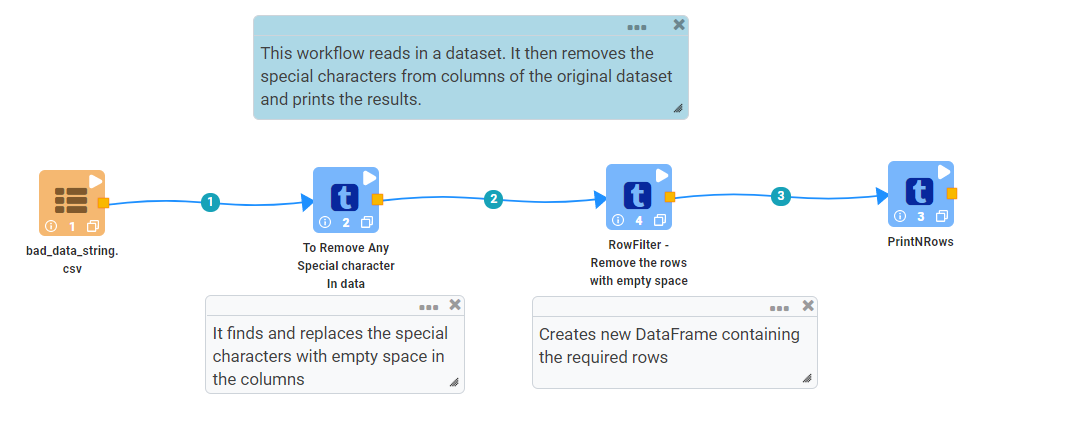 This workflow reads in a dataset. It then removes the
special characters from columns of the original dataset
and prints the results.
1
2
3
t
t
t
1
2
4
3
bad_data_string.
csv
To Remove Any
Special character
In data
RowFilter -
Remove the rows
with empty space
PrintNRows
It finds and replaces the special
characters with empty space in
the columns
Creates new DataFrame containing
the required rows